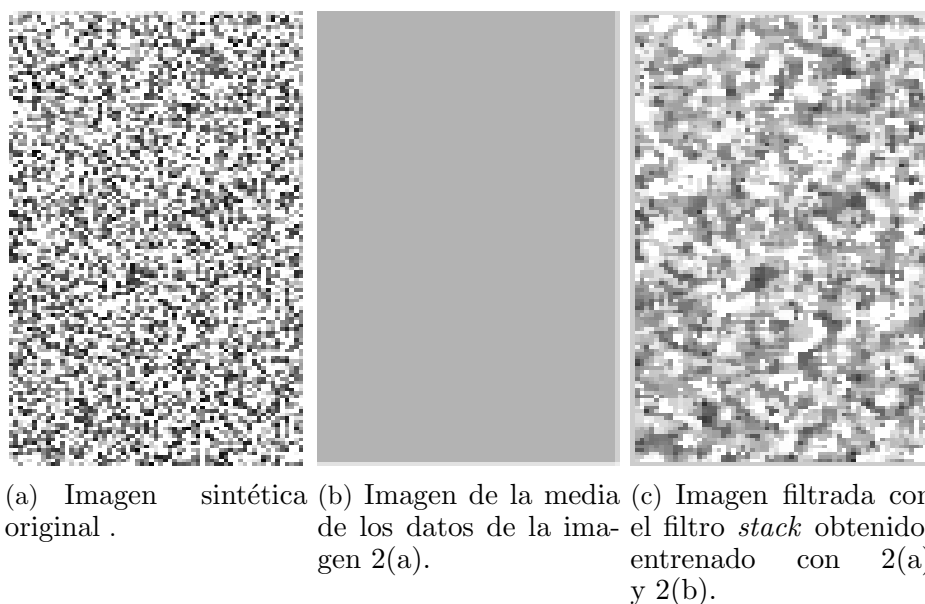 (a) Imagen sintética
original .
(b) Imagen de la media
de los datos de la ima-
gen 2(a).
(c) Imagen filtrada con
el filtro stack obtenido,
entrenado con 2(a)
y 2(b).